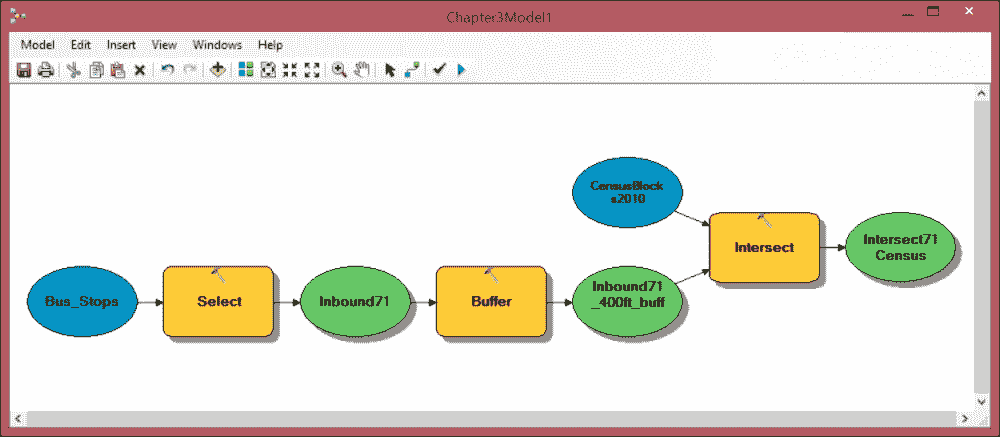 Chapter3Model1
Model Edit Insert View Windows Help
CensusBlock
s2010
Intersect
Intersect71
Census
Bus_Stops
Select
Inbound71
Buffer
Inbound71
_400ft_buff